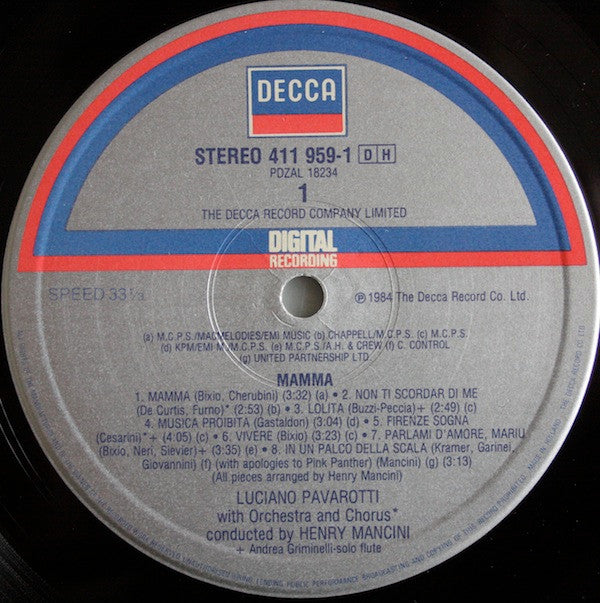 DECCA
STEREO 411 959-1 DH
PDZAL 18234
1
THE DECCA RECORD COMPANY LIMITED
DIGITAL
RECORDING
SPEED 33⅓
℗ 1984 The Decca Record Co. Ltd.
(a) M.C.P.S./MACMELODIES/EMI MUSIC (b) CHAPPELL/M.C.P.S. (c) M.C.P.S.
(d) KPM/EMI M/M.C.P.S. (e) M.C.P.S./A.H. & CREW (f) C. CONTROL
(g) UNITED PARTNERSHIP LTD.
MAMMA
1. MAMMA (Bixio, Cherubini) (3:32) (a) • 2. NON TI SCORDAR DI ME
(De Curtis, Furno)* (2:53) (b) • 3. LOLITA (Buzzi-Peccia)+ (2:49) (c)
4. MUSICA PROIBITA (Gastaldon) (3:04) (d) • 5. FIRENZE SOGNA
(Cesarini)*+ (4:05) (c) • 6. VIVERE (Bixio) (3:23) (c) • 7. PARLAMI D'AMORE, MARIU
(Bixio, Neri, Sievier)+ (3:35) (e) • 8. IN UN PALCO DELLA SCALA (Kramer, Garinei,
Giovannini) (f) (with apologies to Pink Panther) (Mancini) (g) (3:13)
(All pieces arranged by Henry Mancini)
LUCIANO PAVAROTTI
with Orchestra and Chorus*
conducted by HENRY MANCINI
+ Andrea Griminelli-solo flute